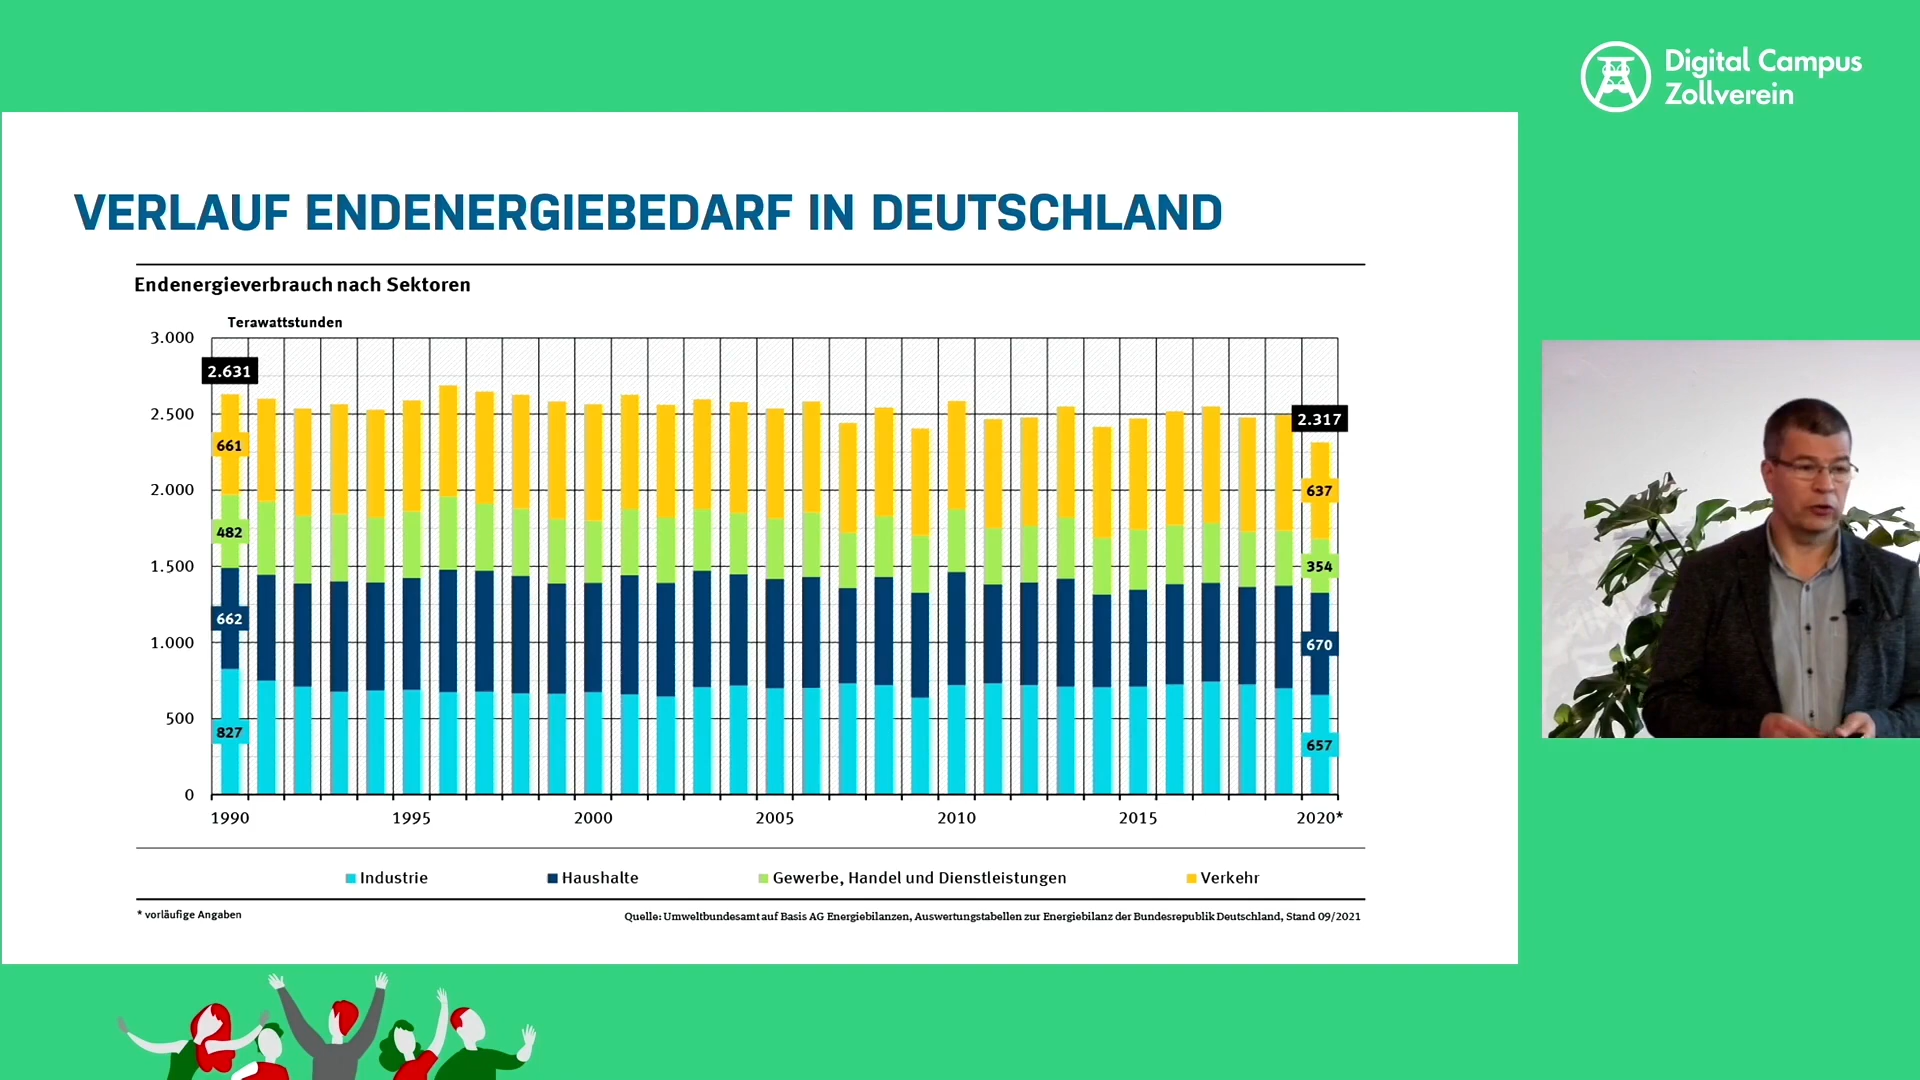 Digital Campus
Zollverein
VERLAUF ENDENERGIEBEDARF IN DEUTSCHLAND
Endenergieverbrauch nach Sektoren
Terawattstunden
3.000
2.500
2.000
1.500
1.000
500
0
2.631
661
482
662
827
2.317
637
354
670
657
1990 1995 2000 2005 2010 2015 2020*
Industrie Haushalte Gewerbe, Handel und Dienstleistungen Verkehr
* vorläufige Angaben
Quelle: Umweltbundesamt auf Basis AG Energiebilanzen, Auswertungstabellen zur Energiebilanz der Bundesrepublik Deutschland, Stand 09/2021